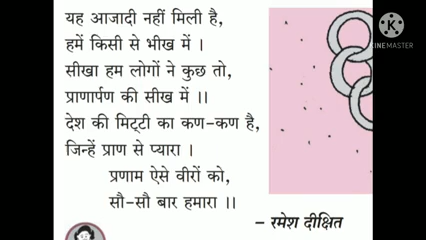 यह आजादी नहीं मिली है,
हमें किसी से भीख में ।
सीखा हम लोगों ने कुछ तो,
प्राणार्पण की सीख में ।।
देश की मिट्टी का कण-कण है,
जिन्हें प्राण से प्यारा ।
प्रणाम ऐसे वीरों को,
सौ-सौ बार हमारा ।।
– रमेश दीक्षित
KINEMASTER